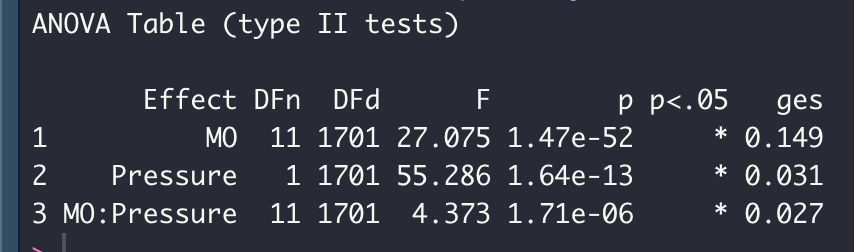 ANOVA Table (type II tests)
Effect DFn DFd F p p<.05 ges
1 MO 11 1701 27.075 1.47e-52 * 0.149
2 Pressure 1 1701 55.286 1.64e-13 * 0.031
3 MO:Pressure 11 1701 4.373 1.71e-06 * 0.027
>